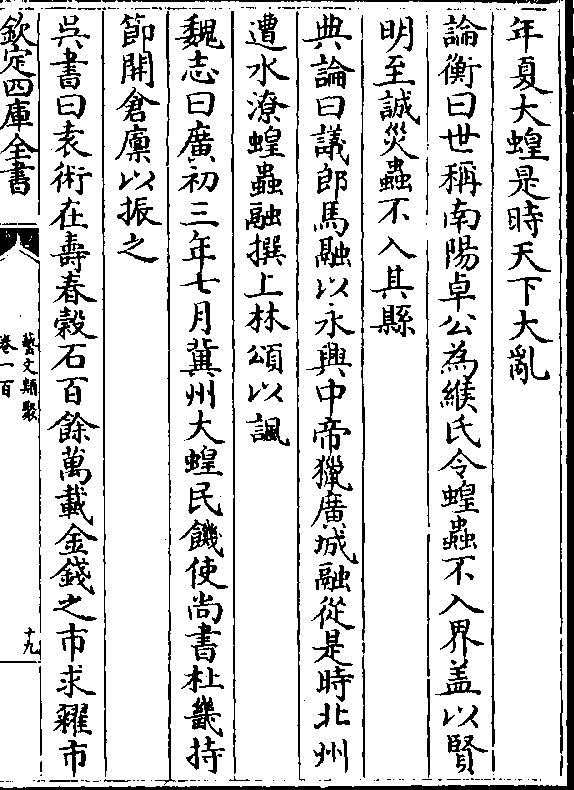 年夏大蝗是時天下大亂
論衡曰世稱南陽卓公為緱氏令蝗蟲不入界盖以賢
明至誠災蟲不入其縣
典論曰議郎馬融以永興中帝獵廣城融從是時北州
遭水潦蝗蟲融撰上林頌以諷
魏志曰廣初三年七月冀州大蝗民饑使尚書杜畿持
節開倉廩以振之
吳書曰袁術在壽春穀石百餘萬載金錢之市求糴市
欽定四庫全書
藝文類聚
卷一百
十九